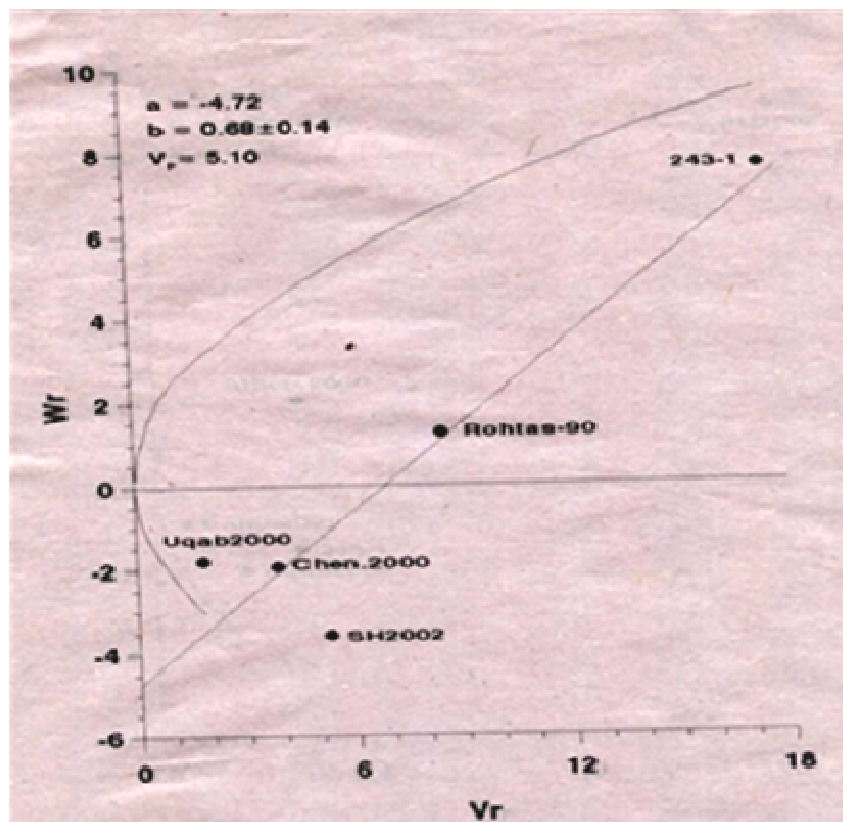 10
a = -4.72
b = 0.68±0.14
Vr= 5.10
8
243-1
6
4
2
Wr
Rohtas-90
0
Uqab2000
-2
Chen.2000
-4
SH2002
-6
0 6 12 18
Vr